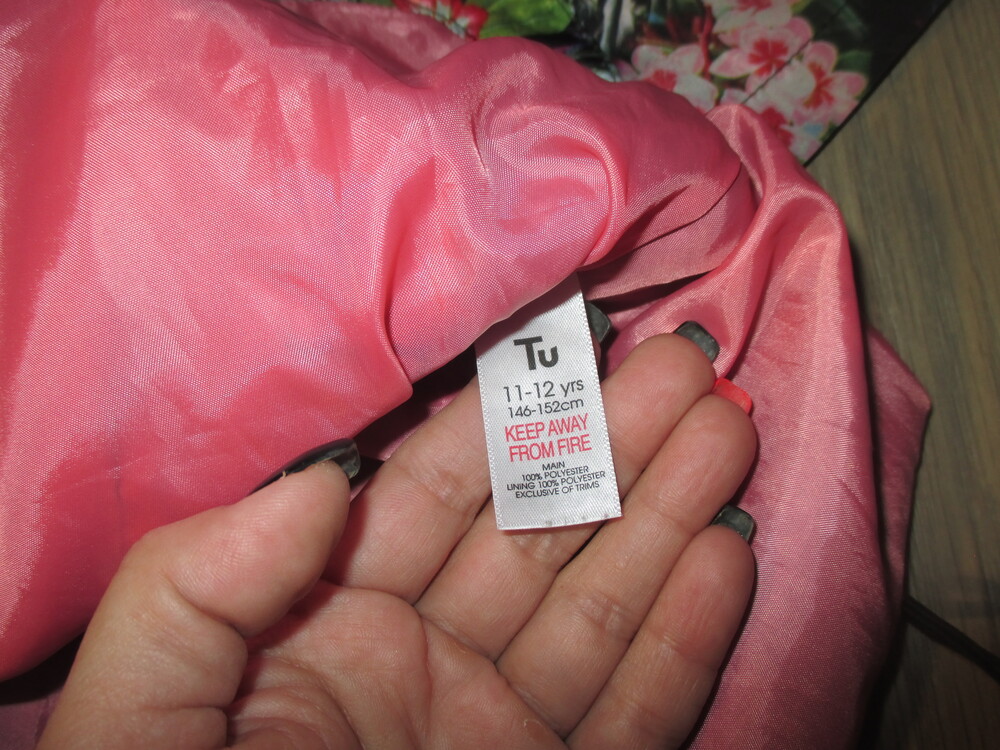 Tu
11-12 yrs
146-152cm
KEEP AWAY
FROM FIRE
MAIN
100% POLYESTER
LINING 100% POLYESTER
EXCLUSIVE OF TRIMS